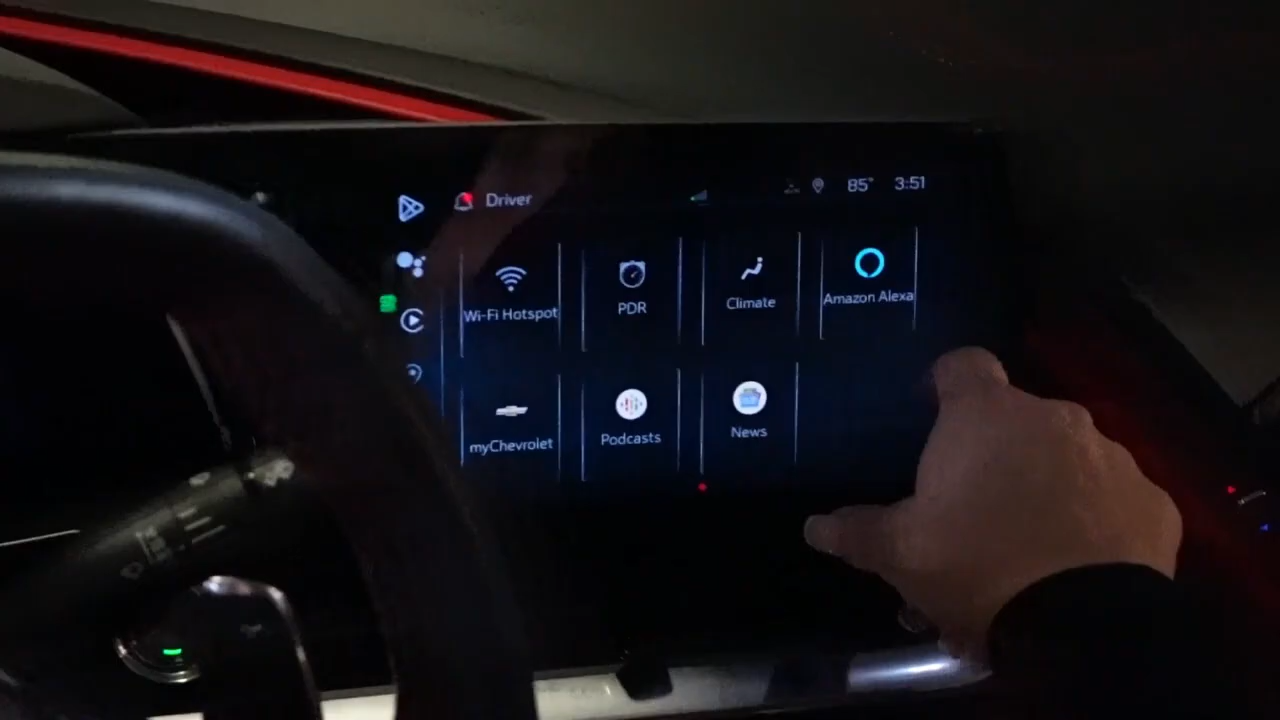 Driver
85° 3:51
Wi-Fi Hotspot
PDR
Climate
Amazon Alexa
myChevrolet
Podcasts
News